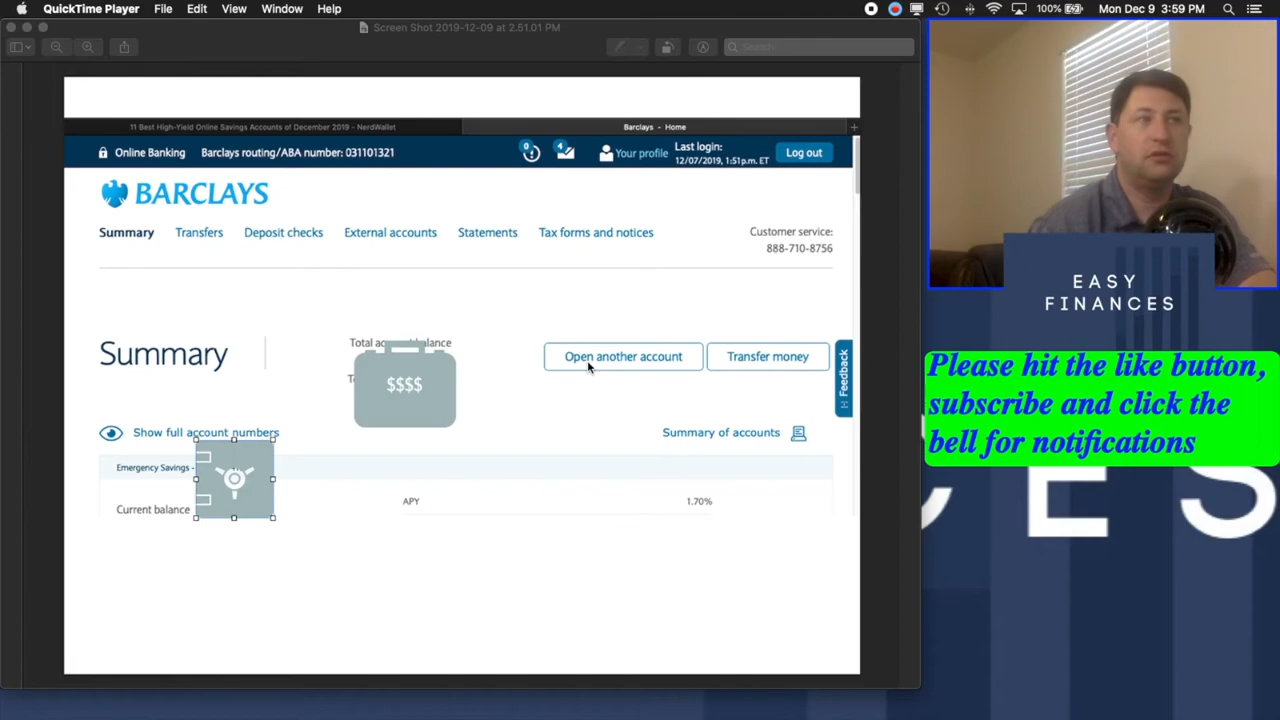 QuickTime Player File Edit View Window Help 100% Mon Dec 9 3:59 PM
Screen Shot 2019-12-09 at 2.51.01 PM
Search
11 Best High-Yield Online Savings Accounts of December 2019 - NerdWallet
Barclays - Home
Online Banking Barclays routing/ABA number: 031101321
0
4
Your profile
Last login:
12/07/2019, 1:51p.m. ET
Log out
BARCLAYS
Summary Transfers Deposit checks External accounts Statements Tax forms and notices
Customer service:
888-710-8756
Summary
$$$$
Open another account
Transfer money
Feedback
Show full account numbers
Summary of accounts
Emergency Savings -
Current balance
APY
1.70%
EASY
FINANCES
Please hit the like button,
subscribe and click the
bell for notifications